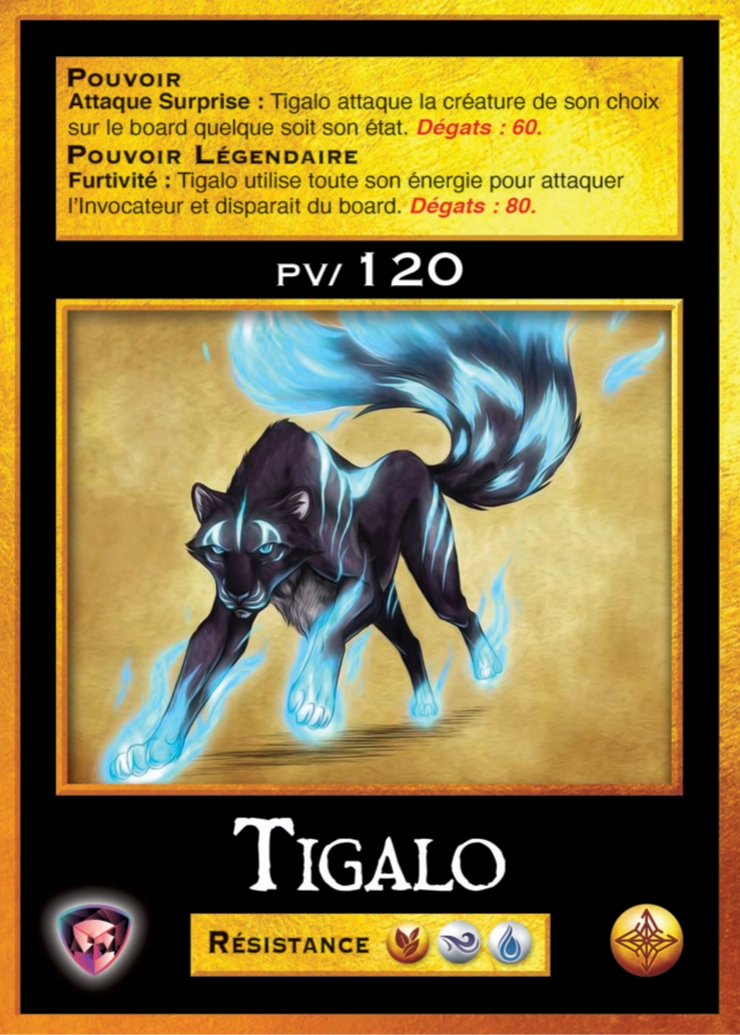 POUVOIR
Attaque Surprise : Tigalo attaque la créature de son choix
sur le board quelque soit son état. Dégats : 60.
POUVOIR LÉGENDAIRE
Furtivité : Tigalo utilise toute son énergie pour attaquer
l'Invocateur et disparait du board. Dégats : 80.
PV/ 120
TIGALO
RÉSISTANCE